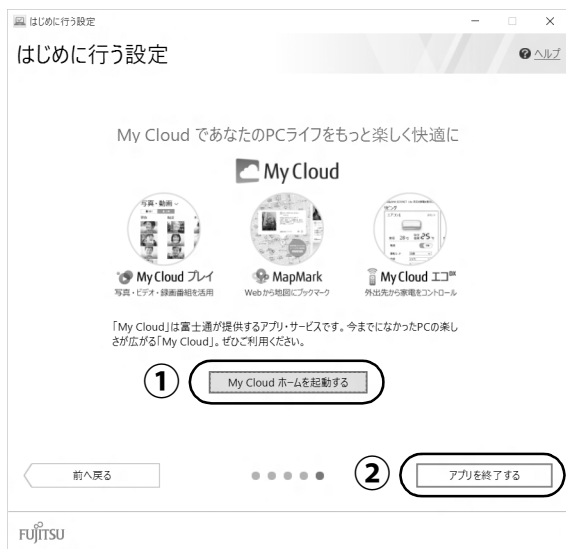 はじめに行う設定
はじめに行う設定
ヘルプ
My Cloud であなたのPCライフをもっと楽しく快適に
My Cloud
写真・動画
My Cloud プレイ
写真・ビデオ・録画番組を活用
MapMark
Webから地図にブックマーク
My Cloud エコDX
外出先から家電をコントロール
「My Cloud」は富士通が提供するアプリ・サービスです。今までになかったPCの楽し
さが広がる「My Cloud」。ぜひご利用ください。
① My Cloud ホームを起動する
前へ戻る
② アプリを終了する
FUJITSU